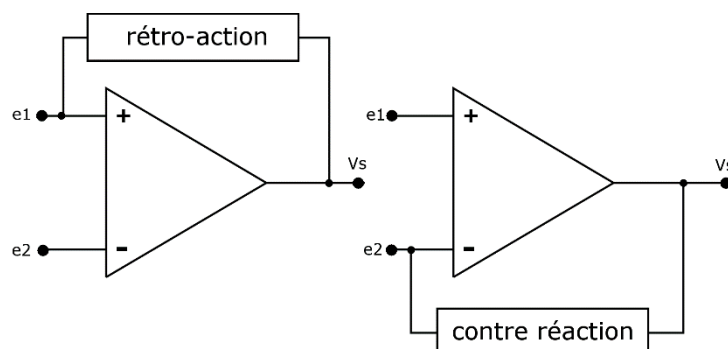 rétro-action
e1
+
Vs
e2
-
e1
+
Vs
e2
-
contre réaction